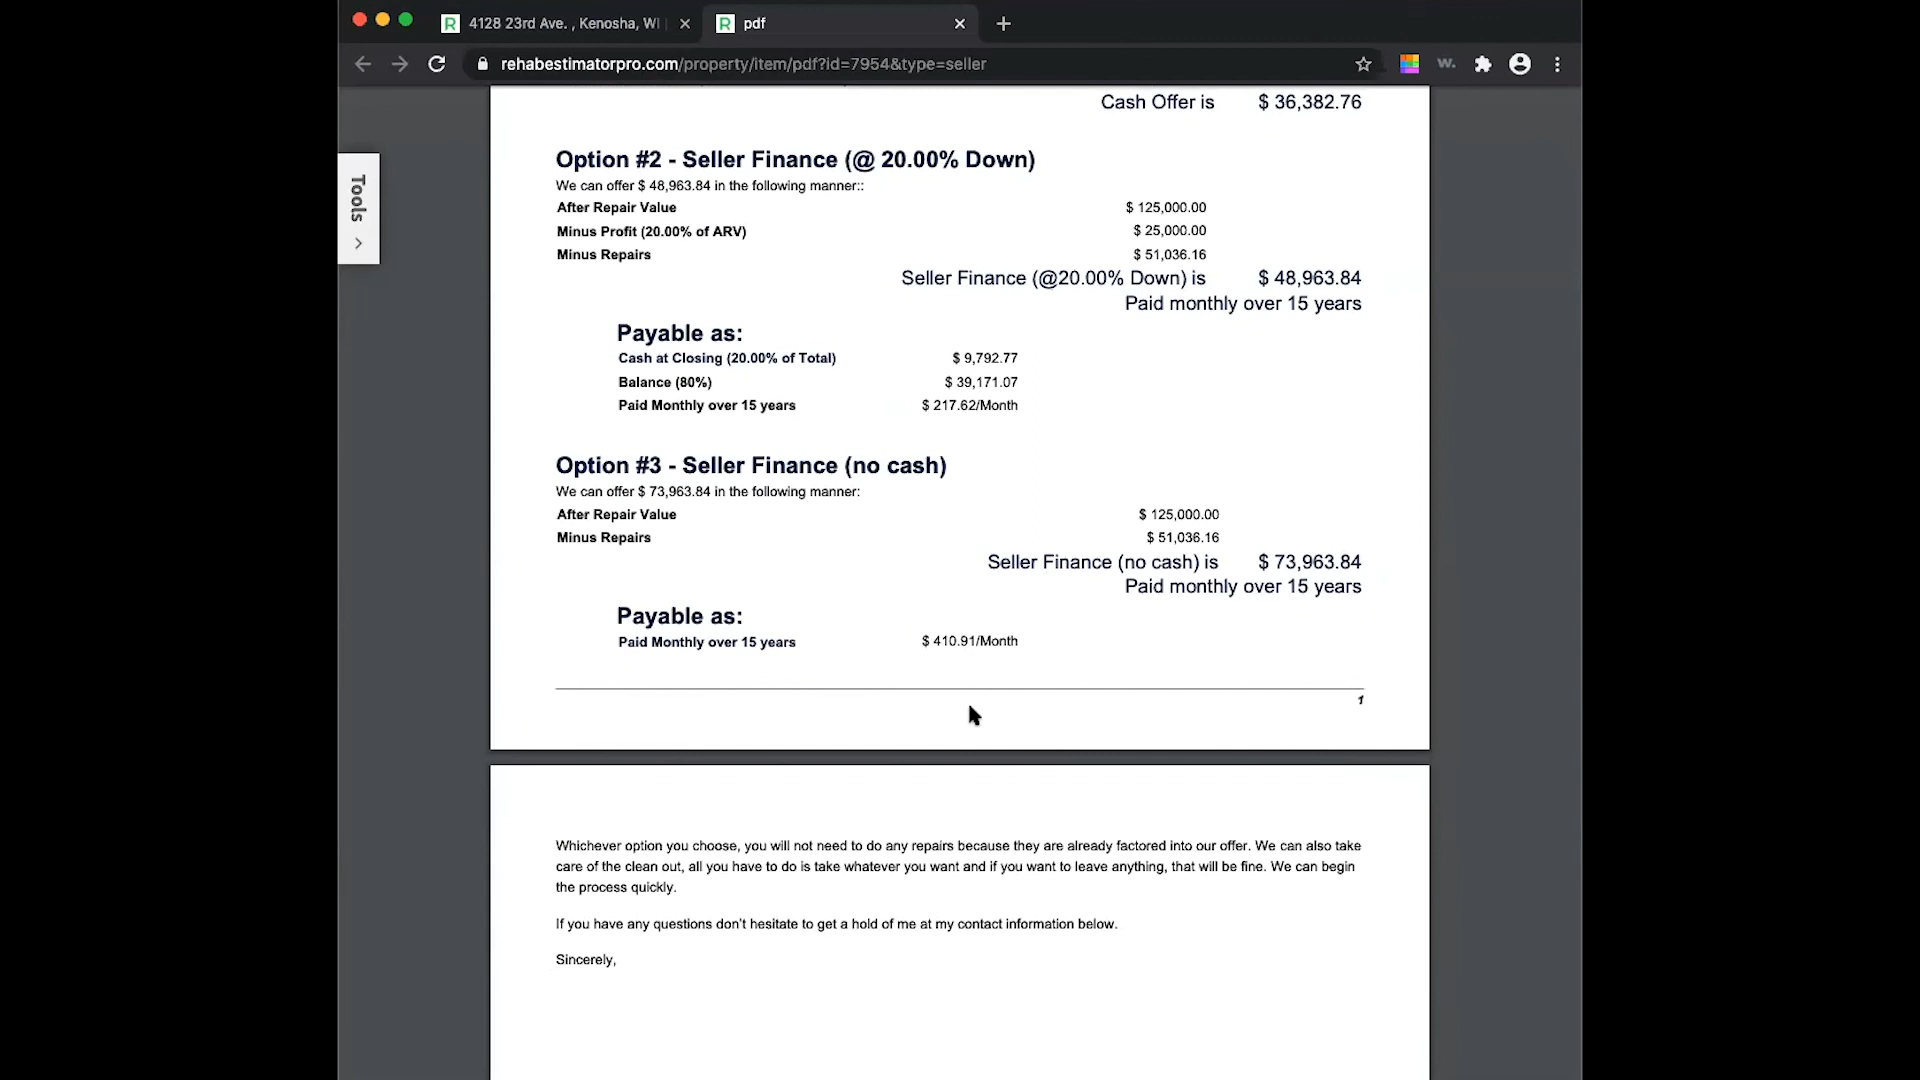 4128 23rd Ave. , Kenosha, WI
pdf
rehabestimatorpro.com/property/item/pdf?id=7954&type=seller
w.
Tools
Cash Offer is $ 36,382.76
Option #2 - Seller Finance (@ 20.00% Down)
We can offer $ 48,963.84 in the following manner::
After Repair Value $ 125,000.00
Minus Profit (20.00% of ARV) $ 25,000.00
Minus Repairs $ 51,036.16
Seller Finance (@20.00% Down) is $ 48,963.84
Paid monthly over 15 years
Payable as:
Cash at Closing (20.00% of Total) $ 9,792.77
Balance (80%) $ 39,171.07
Paid Monthly over 15 years $ 217.62/Month
Option #3 - Seller Finance (no cash)
We can offer $ 73,963.84 in the following manner:
After Repair Value $ 125,000.00
Minus Repairs $ 51,036.16
Seller Finance (no cash) is $ 73,963.84
Paid monthly over 15 years
Payable as:
Paid Monthly over 15 years $ 410.91/Month
1
Whichever option you choose, you will not need to do any repairs because they are already factored into our offer. We can also take
care of the clean out, all you have to do is take whatever you want and if you want to leave anything, that will be fine. We can begin
the process quickly.
If you have any questions don't hesitate to get a hold of me at my contact information below.
Sincerely,